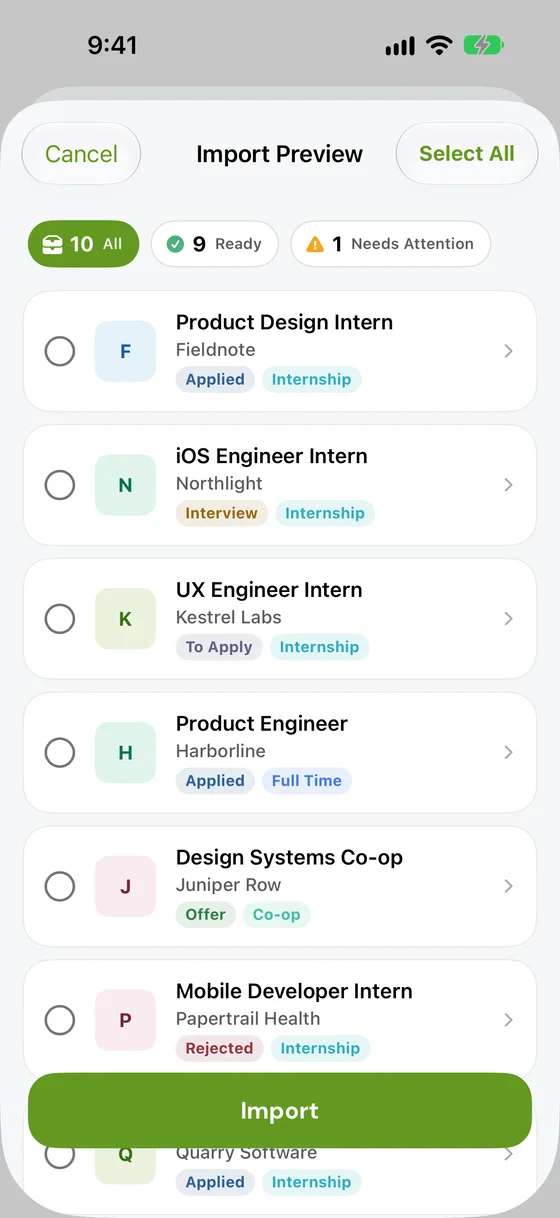 9:41
Cancel
Import Preview
Select All
10 All
9 Ready
1 Needs Attention
F
Product Design Intern
Fieldnote
Applied Internship
N
iOS Engineer Intern
Northlight
Interview Internship
K
UX Engineer Intern
Kestrel Labs
To Apply Internship
H
Product Engineer
Harborline
Applied Full Time
J
Design Systems Co-op
Juniper Row
Offer Co-op
P
Mobile Developer Intern
Papertrail Health
Rejected Internship
Import
Q
Quarry Software
Applied Internship